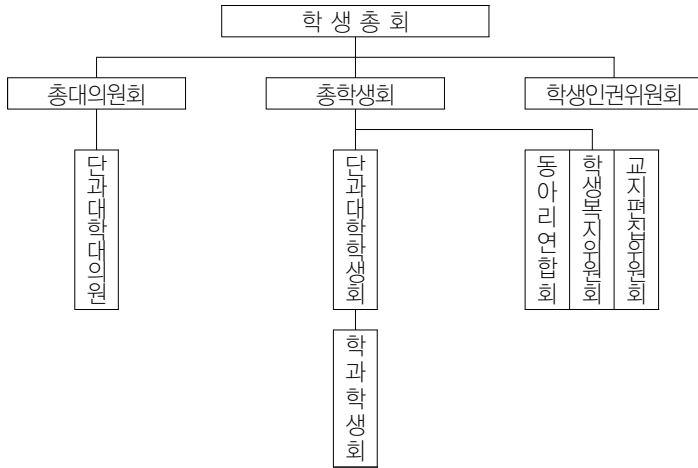 학 생 총 회
총대의원회
총학생회
학생인권위원회
단과대학대의원
단과대학학생회
동아리연합회
학생복지위원회
교지편집위원회
학과학생회